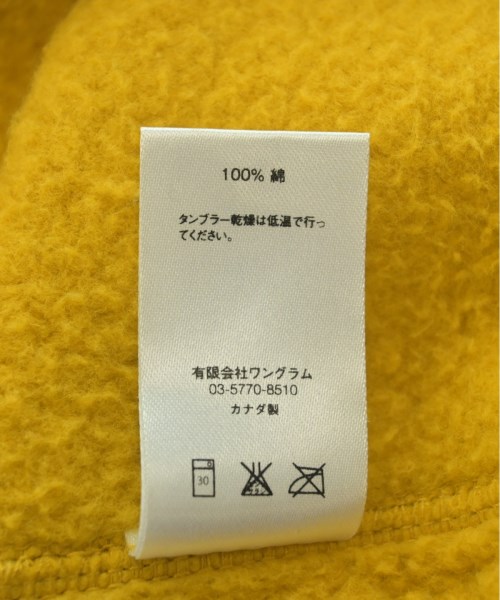 100% 綿
タンブラー乾燥は低温で行っ
てください。
有限会社ワングラム
03-5770-8510
カナダ製
30